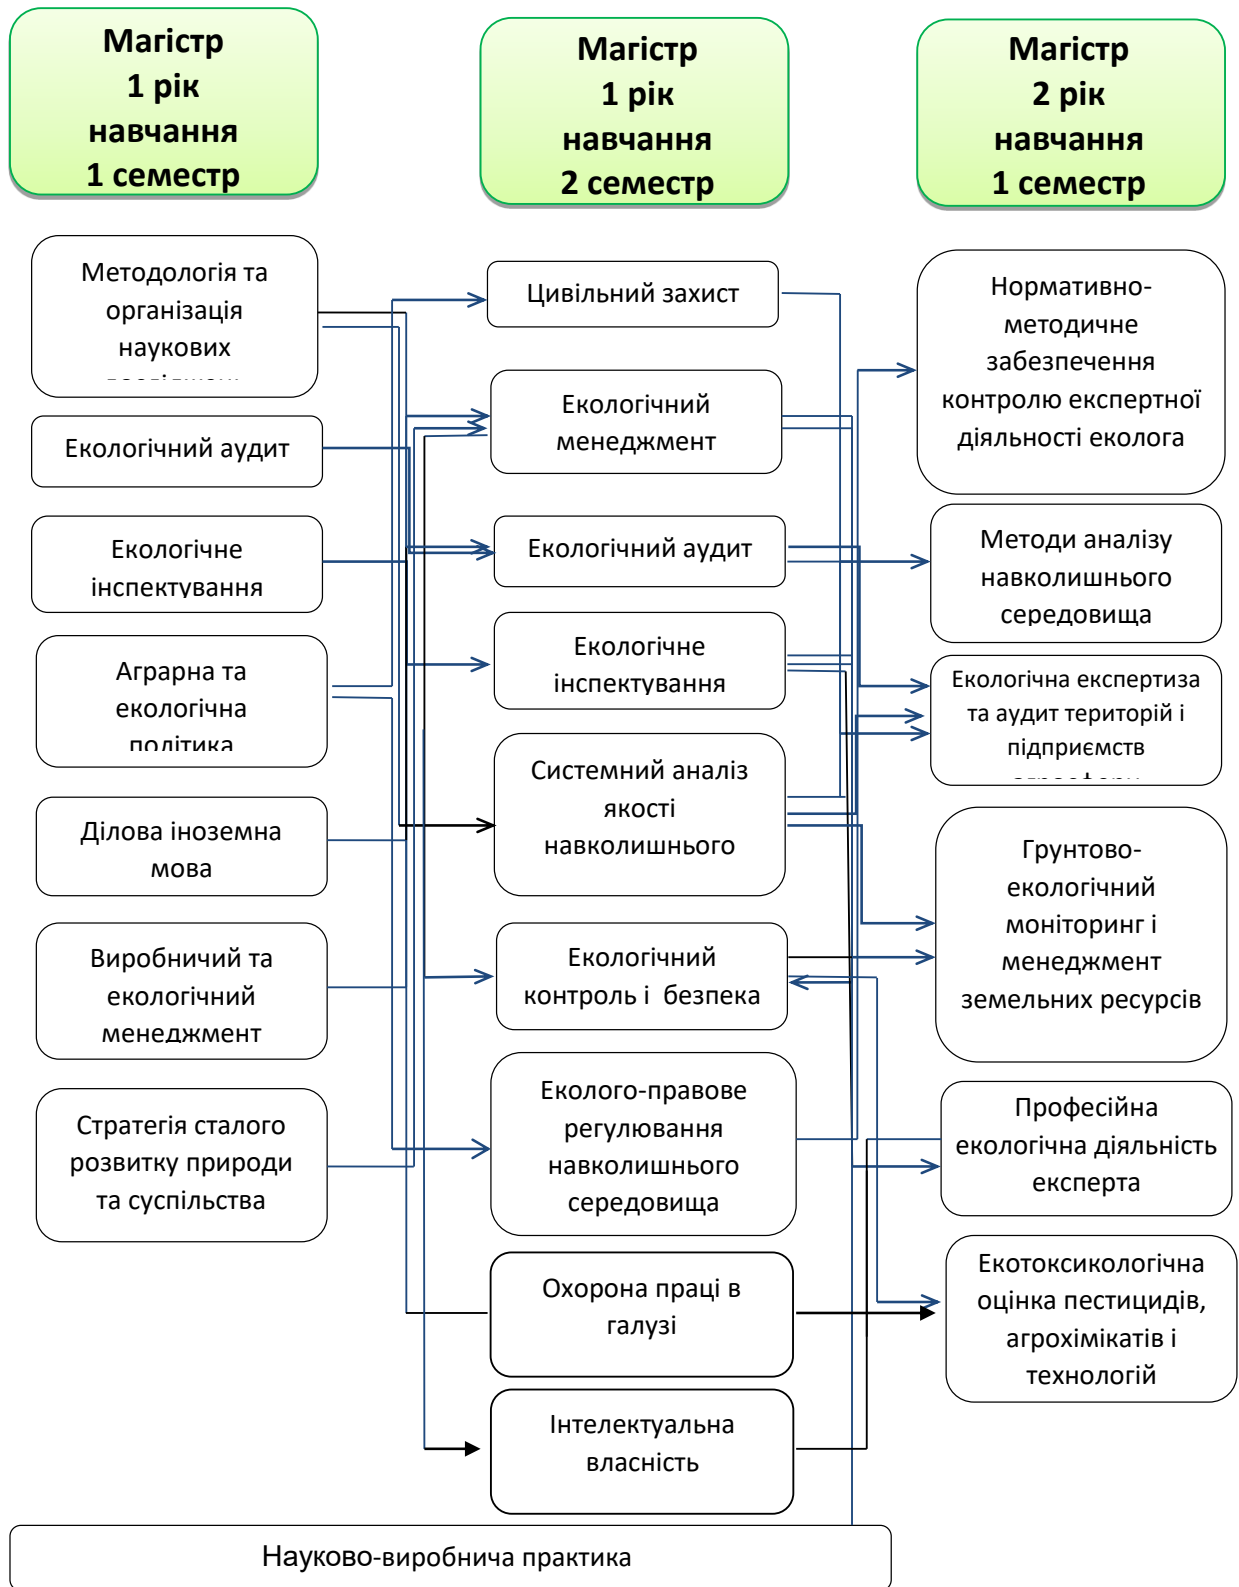 Магістр
1 рік
навчання
1 семестр
Магістр
1 рік
навчання
2 семестр
Магістр
2 рік
навчання
1 семестр
Методологія та
організація
наукових
Екологічний аудит
Екологічне
інспектування
Аграрна та
екологічна
політика
Ділова іноземна
мова
Виробничий та
екологічний
менеджмент
Стратегія сталого
розвитку природи
та суспільства
Цивільний захист
Екологічний
менеджмент
Екологічний аудит
Екологічне
інспектування
Системний аналіз
якості
навколишнього
Екологічний
контроль і  безпека
Еколого-правове
регулювання
навколишнього
середовища
Охорона праці в
галузі
Інтелектуальна
власність
Нормативно-
методичне
забезпечення
контролю експертної
діяльності еколога
Методи аналізу
навколишнього
середовища
Екологічна експертиза
та аудит територій і
підприємств
Грунтово-
екологічний
моніторинг і
менеджмент
земельних ресурсів
Професійна
екологічна діяльність
експерта
Екотоксикологічна
оцінка пестицидів,
агрохімікатів і
технологій
Науково-виробнича практика